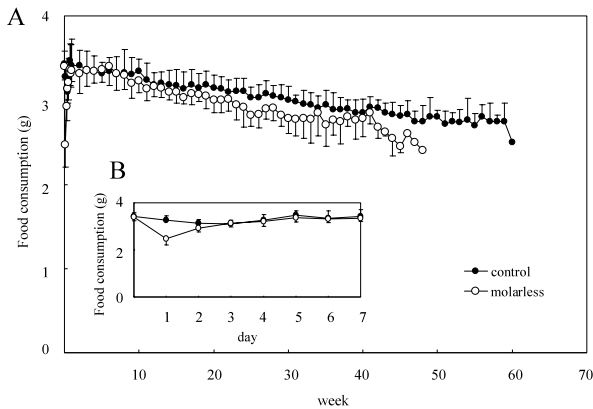 A
4
3
2
1
0
Food consumption (g)
B
4
2
0
Food consumption (g)
1 2 3 4 5 6 7
day
control
molarless
10 20 30 40 50 60 70
week